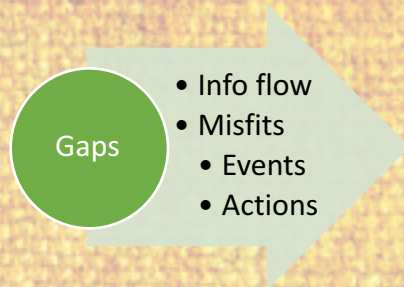 Gaps
• Info flow
• Misfits
• Events
• Actions